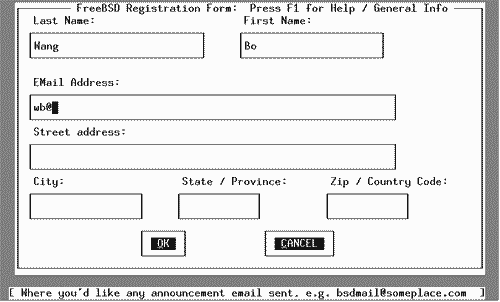 FreeBSD Registration Form: Press F1 for Help / General Info
Last Name: First Name:
Wang Bo
EMail Address:
wb@
Street address:
City: State / Province: Zip / Country Code:
OK CANCEL
[ Where you'd like any announcement email sent, e.g. bsdmail@someplace.com ]